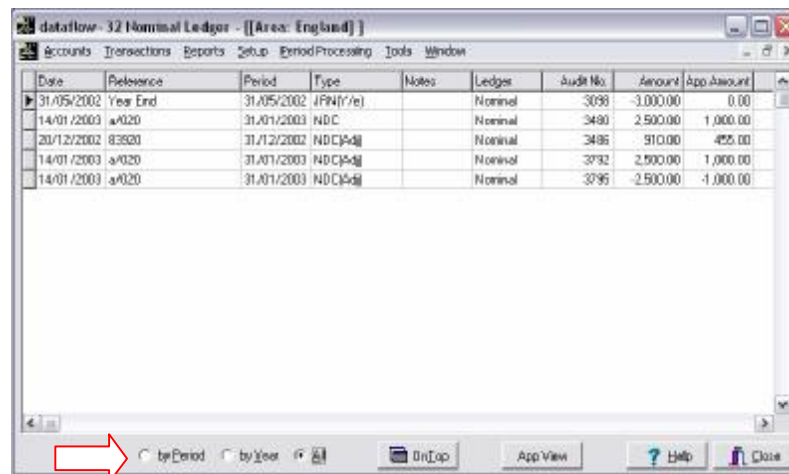 dataflow- 32 Nominal Ledger - [[Area: England] ]
Accounts Transactions Reports Setup Period Processing Tools Window
Date Reference Period Type Notes Ledger Audit No. Amount App Amount
31/05/2002 Year End 31/05/2002 JRN(Y/e) Nominal 3098 -3,000.00 0.00
14/01/2003 a/020 31/01/2003 NDC Nominal 3480 2,500.00 1,000.00
20/12/2002 83920 31/12/2002 NDC(Adj Nominal 3486 910.00 455.00
14/01/2003 a/020 31/01/2003 NDC(Adj Nominal 3792 2,500.00 1,000.00
14/01/2003 a/020 31/01/2003 NDC(Adj Nominal 3795 -2,500.00 -1,000.00
by Period by Year All OnTop App View Help Close